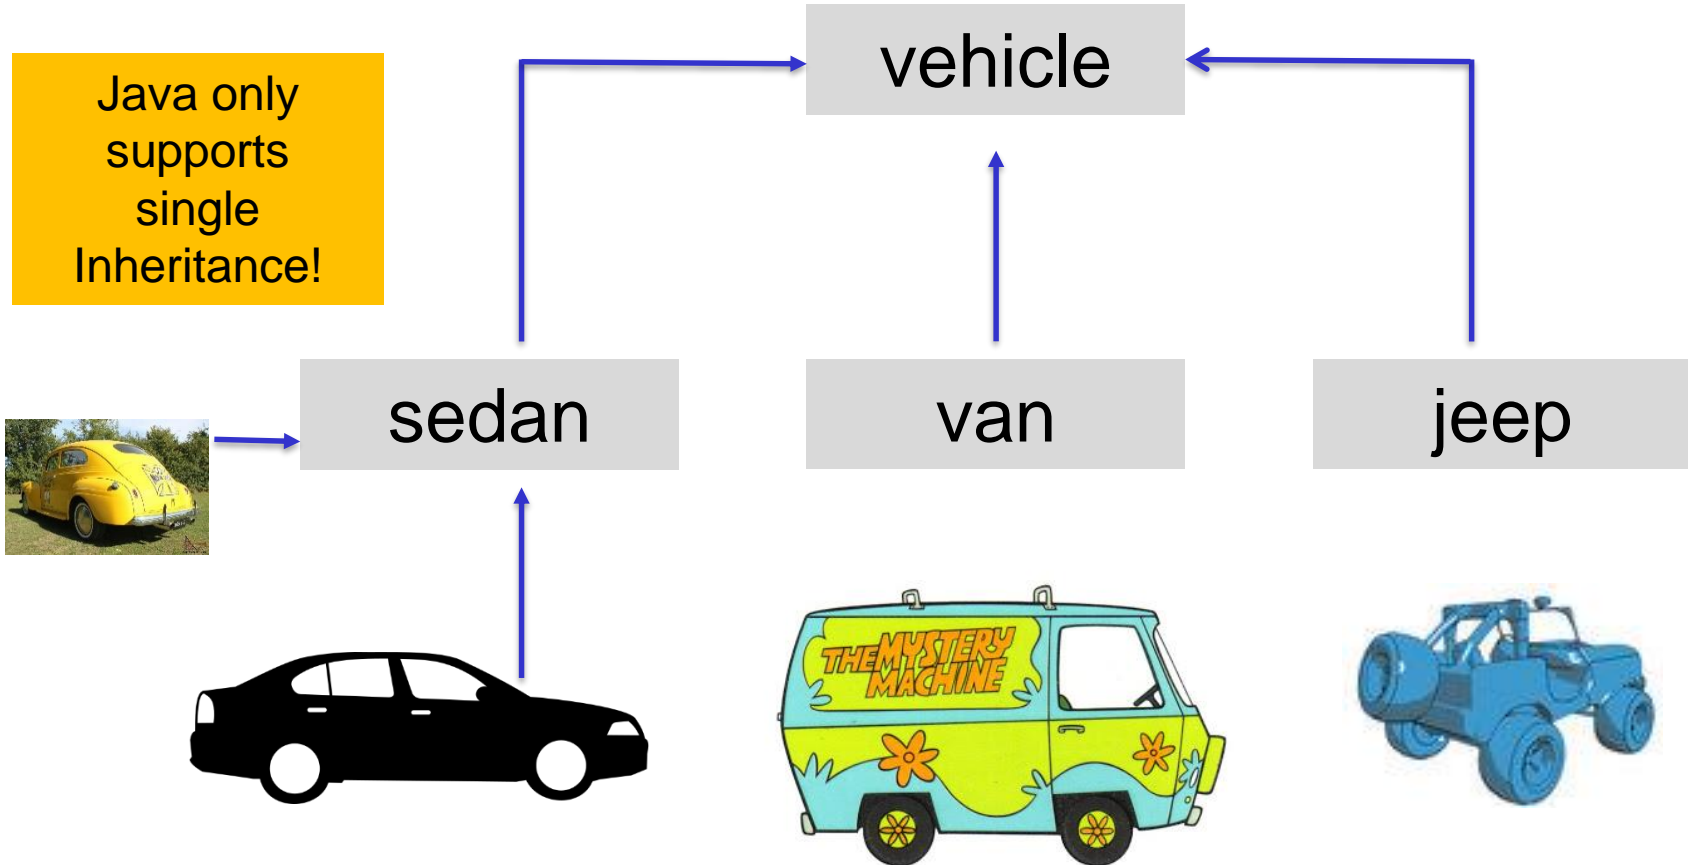 vehicle
Java only
supports
single
Inheritance!
sedan
van
jeep
THE MYSTERY
MACHINE